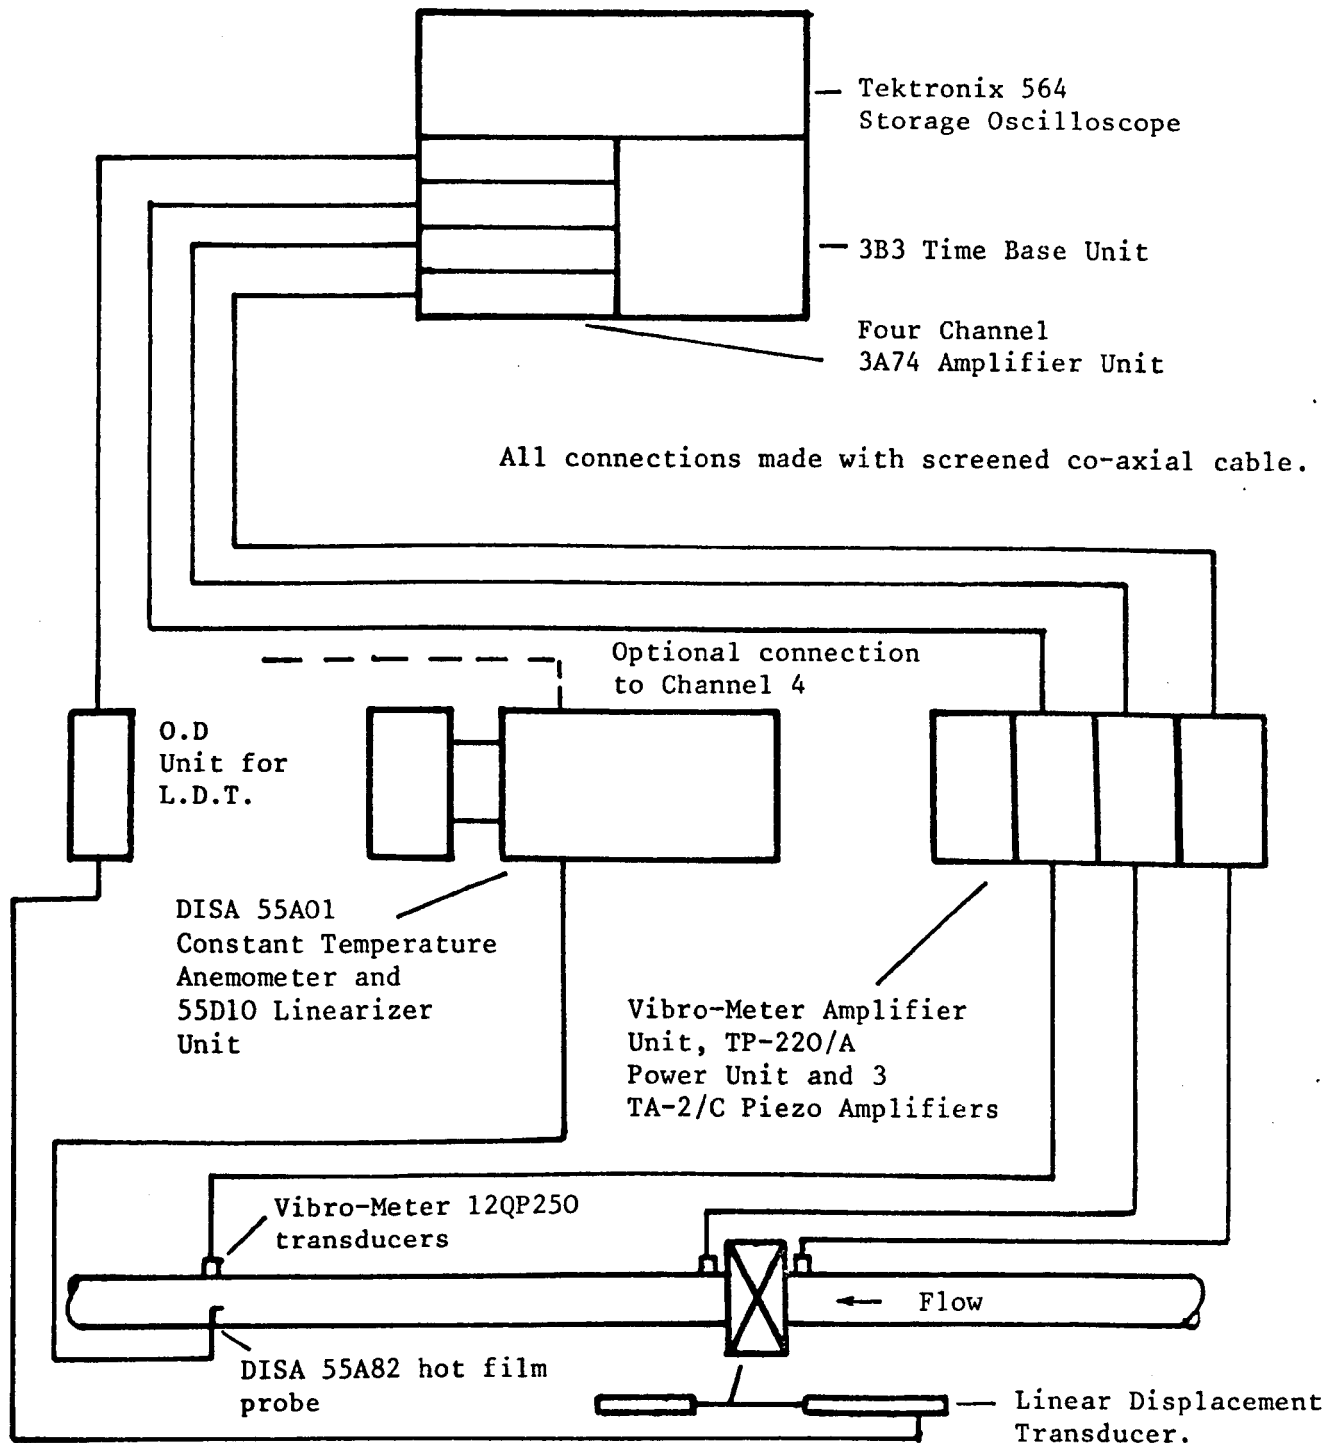 Tektronix 564
Storage Oscilloscope
3B3 Time Base Unit
Four Channel
3A74 Amplifier Unit
All connections made with screened co-axial cable.
Optional connection
to Channel 4
O.D
Unit for
L.D.T.
DISA 55A01
Constant Temperature
Anemometer and
55D10 Linearizer
Unit
Vibro-Meter Amplifier
Unit, TP-220/A
Power Unit and 3
TA-2/C Piezo Amplifiers
Vibro-Meter 12QP250
transducers
Flow
DISA 55A82 hot film
probe
Linear Displacement
Transducer.